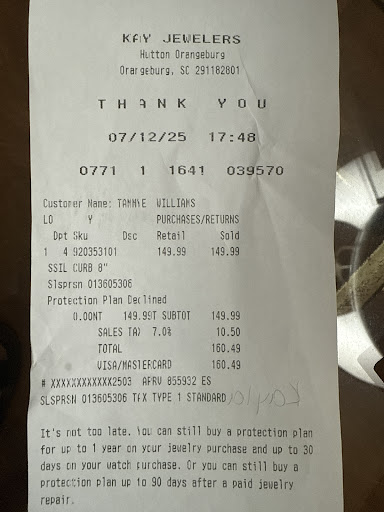 KAY JEWELERS
Hutton Orangeburg
Orangeburg, SC 291182801
THANK YOU
07/12/25 17:48
0771 1 1641 039570
Customer Name: TAMMIE WILLIAMS
LO Y PURCHASES/RETURNS
Dpt Sku Dsc Retail Sold
1 4 920353101 149.99 149.99
SSIL CURB 8"
Slsprsn 013605306
Protection Plan Declined
0.00NT 149.99T SUBTOT 149.99
SALES TAX 7.0% 10.50
TOTAL 160.49
VISA/MASTERCARD 160.49
# XXXXXXXXXXXX2503 APRV 855932 ES
SLSPRSN 013605306 TAX TYPE 1 STANDARD
It's not too late. You can still buy a protection plan
for up to 1 year on your jewelry purchase and up to 30
days on your watch purchase. Or you can still buy a
protection plan up to 90 days after a paid jewelry
repair.